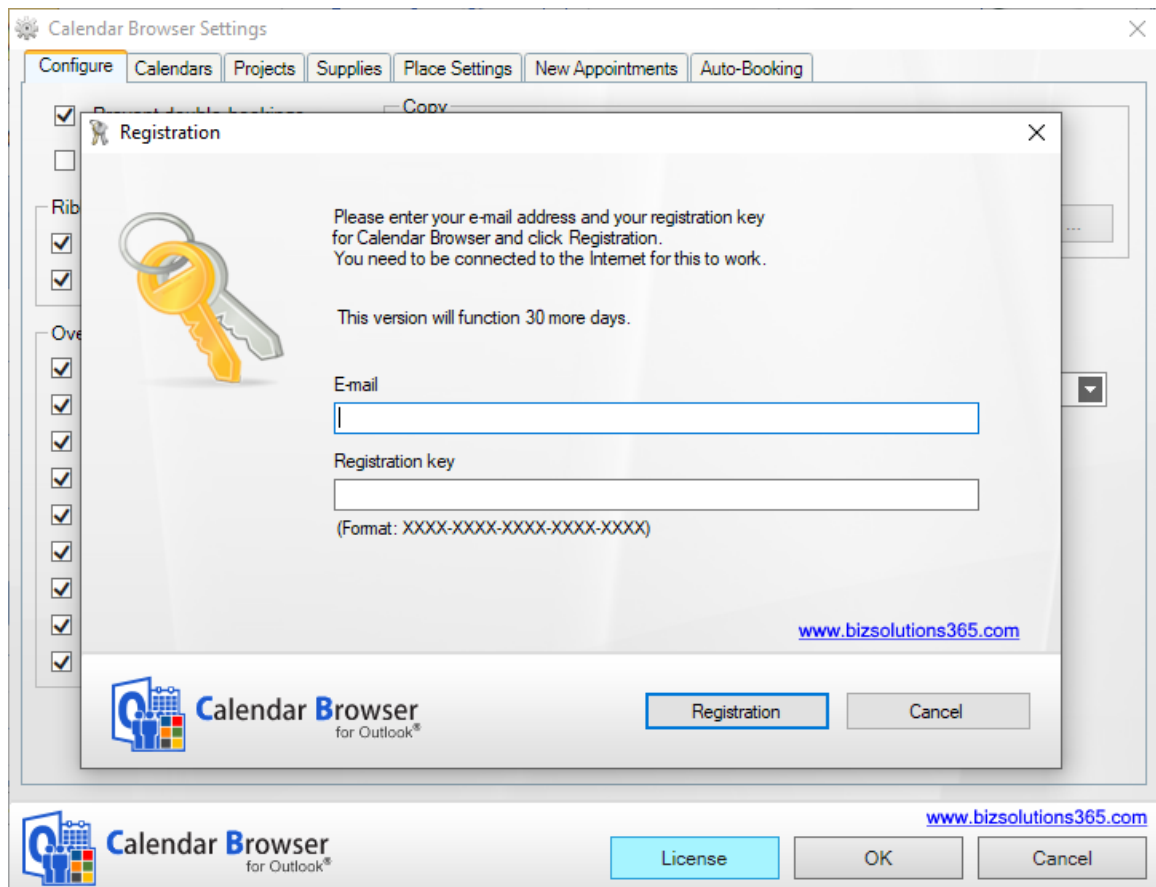 Calendar Browser Settings
Configure Calendars Projects Supplies Place Settings New Appointments Auto-Booking
Copy
Registration
Rib
...
Please enter your e-mail address and your registration key
for Calendar Browser and click Registration.
You need to be connected to the Internet for this to work.
This version will function 30 more days.
Ove
E-mail
Registration key
(Format: XXXX-XXXX-XXXX-XXXX-XXXX)
www.bizsolutions365.com
Calendar Browser
for Outlook®
Registration Cancel
www.bizsolutions365.com
Calendar Browser
for Outlook®
License OK Cancel